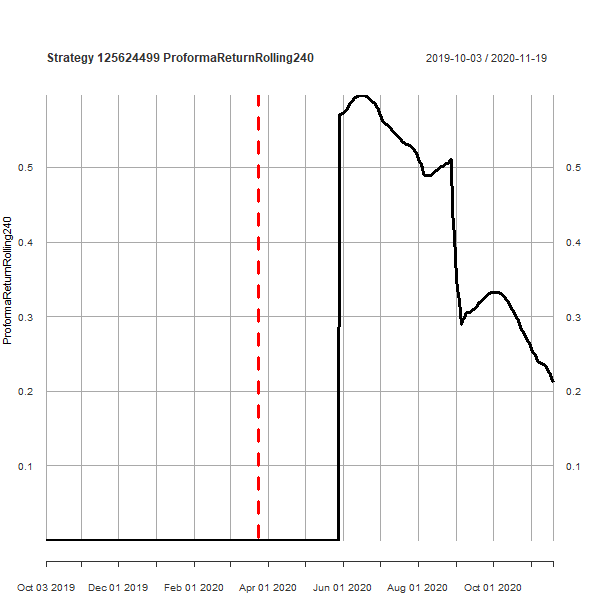 Strategy 125624499 ProformaReturnRolling240
2019-10-03 / 2020-11-19
ProformaReturnRolling240
0.5 0.5
0.4 0.4
0.3 0.3
0.2 0.2
0.1 0.1
Oct 03 2019 Dec 01 2019 Feb 01 2020 Apr 01 2020 Jun 01 2020 Aug 01 2020 Oct 01 2020